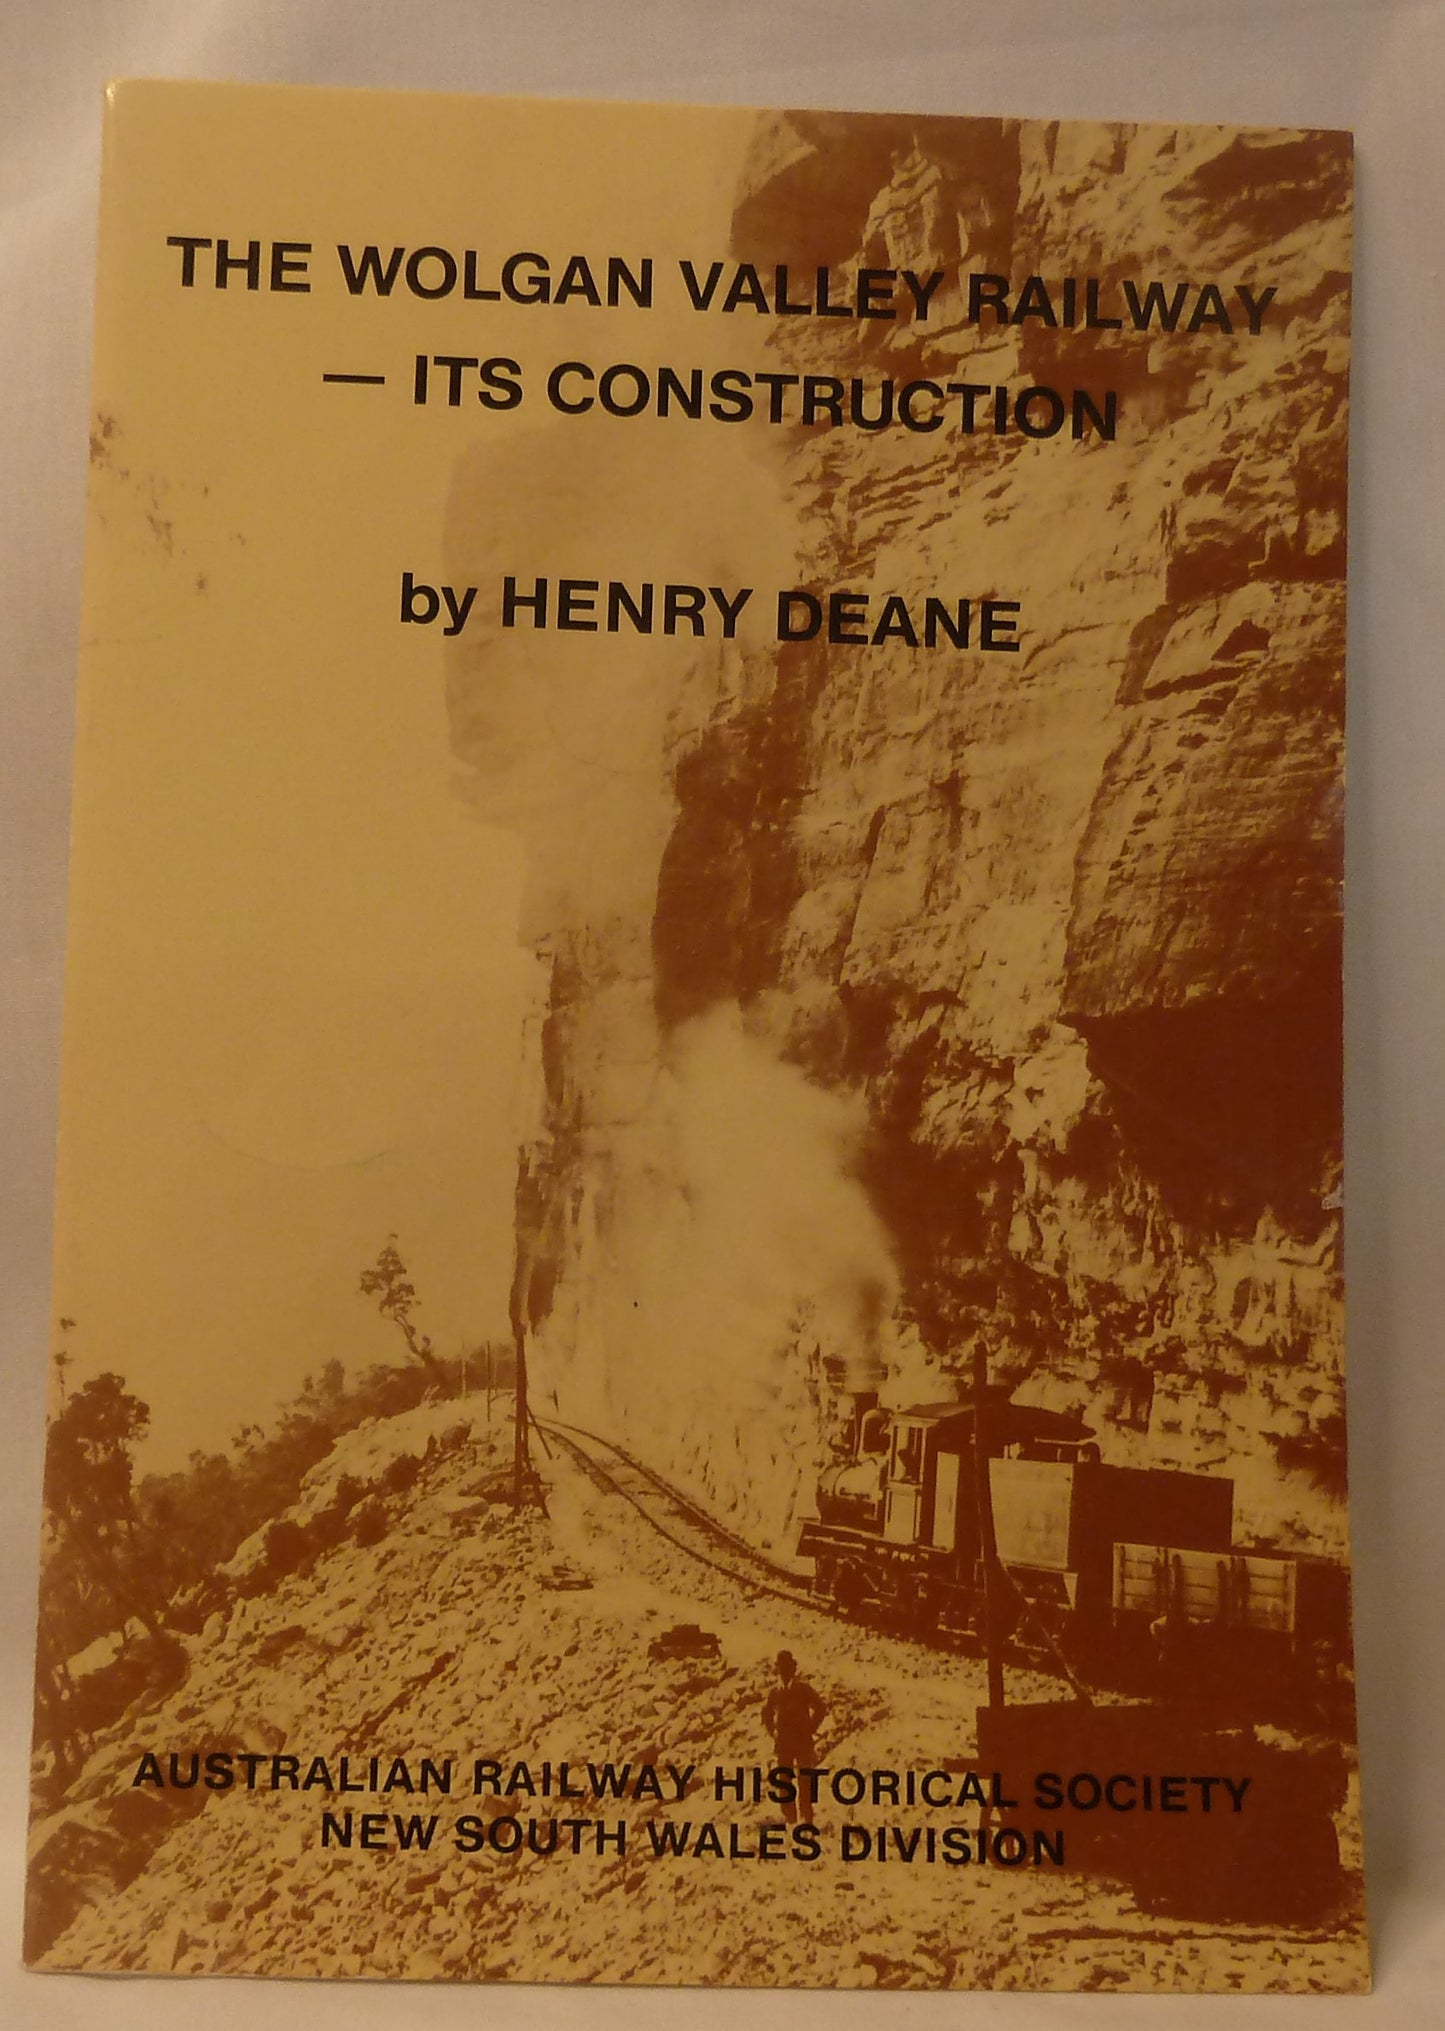 THE WOLGAN VALLEY RAILWAY
— ITS CONSTRUCTION
by HENRY DEANE
AUSTRALIAN RAILWAY HISTORICAL SOCIETY
NEW SOUTH WALES DIVISION